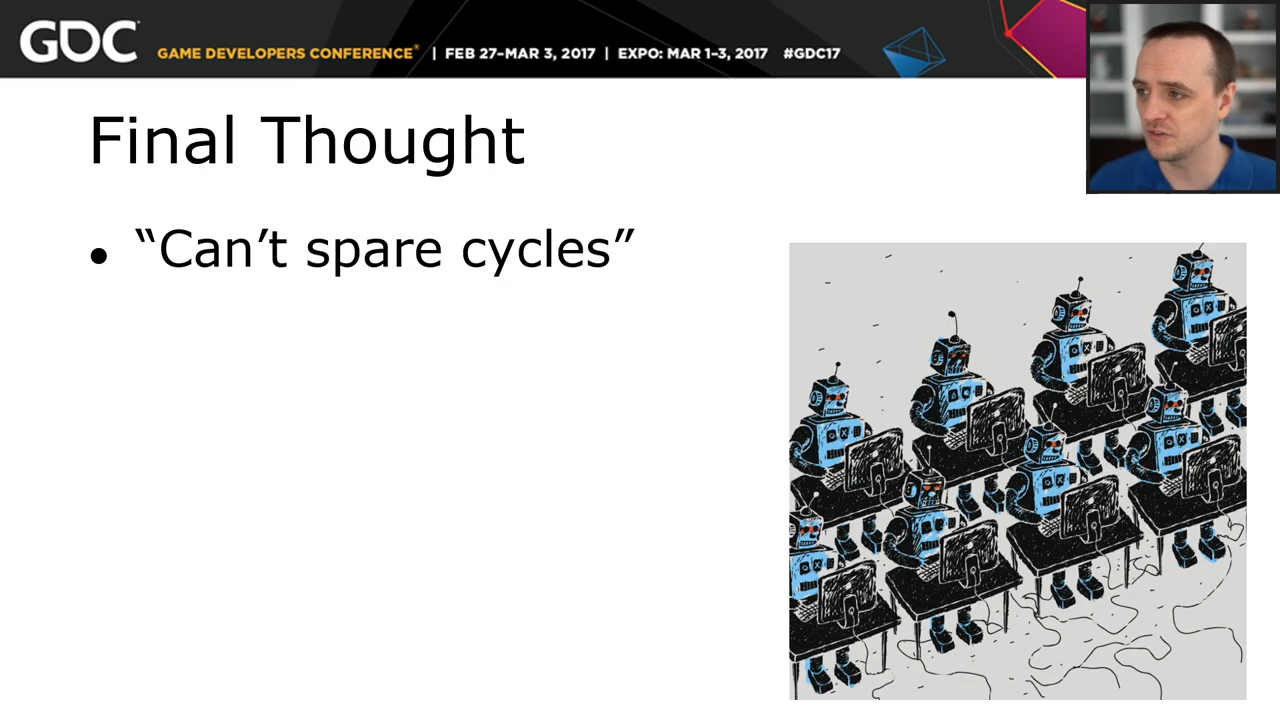 GDC GAME DEVELOPERS CONFERENCE® | FEB 27–MAR 3, 2017 | EXPO: MAR 1–3, 2017 #GDC17
Final Thought
• “Can’t spare cycles”